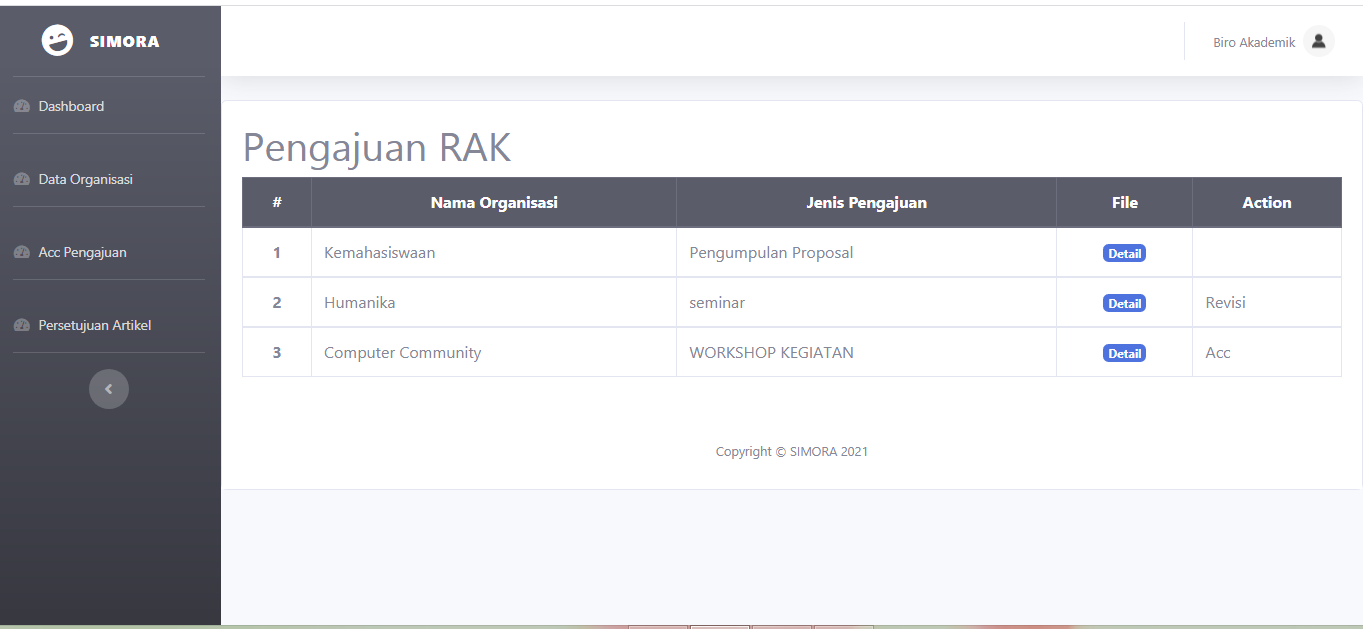 SIMORA
Biro Akademik
Dashboard
Data Organisasi
Acc Pengajuan
Persetujuan Artikel
Pengajuan RAK
# Nama Organisasi Jenis Pengajuan File Action
1 Kemahasiswaan Pengumpulan Proposal Detail
2 Humanika seminar Detail Revisi
3 Computer Community WORKSHOP KEGIATAN Detail Acc
Copyright © SIMORA 2021